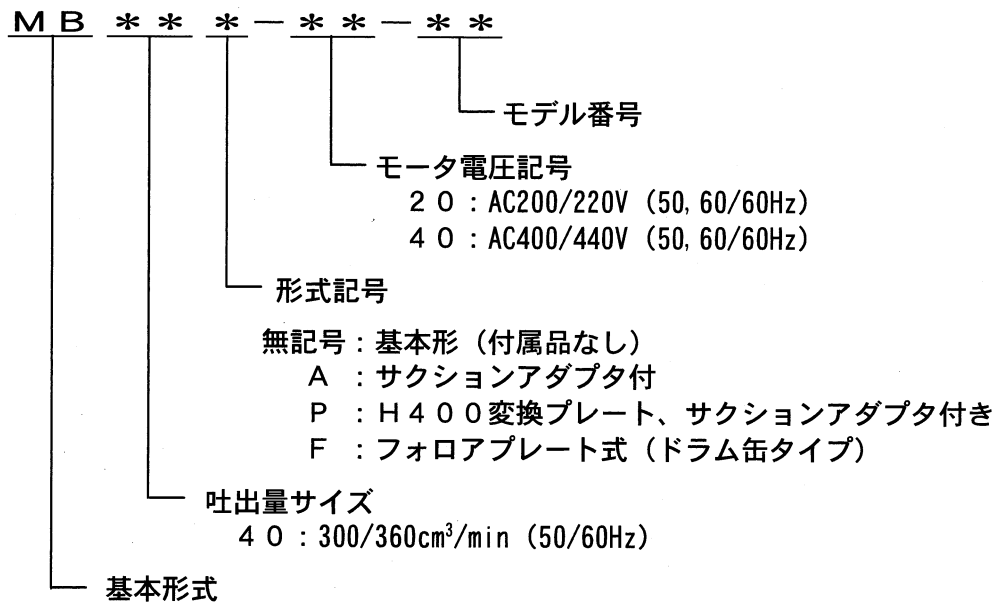 MB ** * - ** - **
モデル番号
モータ電圧記号
20:AC200/220V (50, 60/60Hz)
40:AC400/440V (50, 60/60Hz)
形式記号
無記号:基本形(付属品なし)
A :サクションアダプタ付
P :H400変換プレート、サクションアダプタ付き
F :フォロアプレート式(ドラム缶タイプ)
吐出量サイズ
40:300/360cm³/min (50/60Hz)
基本形式